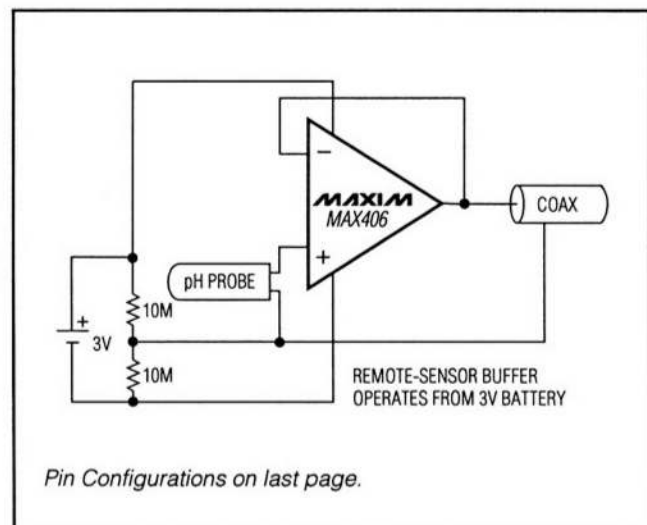 −
MAXIM
MAX406
+
COAX
pH PROBE
+
10M
3V
10M
REMOTE-SENSOR BUFFER
OPERATES FROM 3V BATTERY
Pin Configurations on last page.